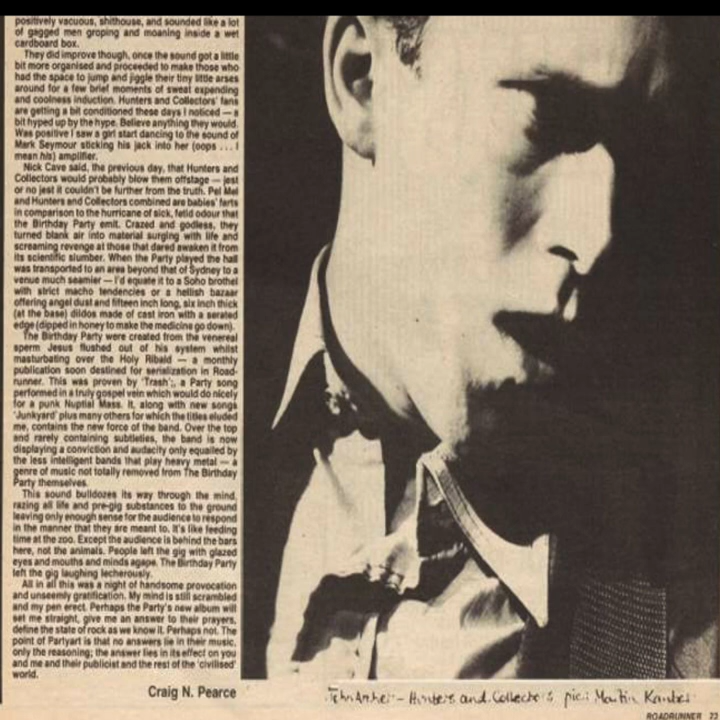 positively vacuous, shithouse, and sounded like a lot
of gagged men groping and moaning inside a wet
cardboard box.
They did improve though, once the sound got a little
bit more organised and proceeded to make those who
had the space to jump and jiggle their tiny little arses
around for a few brief moments of sweat expending
and coolness induction. Hunters and Collectors' fans
are getting a bit conditioned these days I noticed — a
bit hyped up by the hype. Believe anything they would.
Was positive I saw a girl start dancing to the sound of
Mark Seymour sticking his jack into her (oops . . . I
mean his) amplifier.
Nick Cave said, the previous day, that Hunters and
Collectors would probably blow them offstage — jest
or no jest it couldn't be further from the truth. Pel Mel
and Hunters and Collectors combined are babies' farts
in comparison to the hurricane of sick, fetid odour that
the Birthday Party emit. Crazed and godless, they
turned blank air into material surging with life and
screaming revenge at those that dared awaken it from
its scientific slumber. When the Party played the hall
was transported to an area beyond that of Sydney to a
venue much seamier — I'd equate it to a Soho brothel
with strict macho tendencies or a hellish bazaar
offering angel dust and fifteen inch long, six inch thick
(at the base) dildos made of cast iron with a serated
edge (dipped in honey to make the medicine go down).
The Birthday Party were created from the venereal
sperm Jesus flushed out of his system whilst
masturbating over the Holy Ribald — a monthly
publication soon destined for serialization in Road-
runner. This was proven by 'Trash';, a Party song
performed in a truly gospel vein which would do nicely
for a punk Nuptial Mass. It, along with new songs
'Junkyard' plus many others for which the titles eluded
me, contains the new force of the band. Over the top
and rarely containing subtleties, the band is now
displaying a conviction and audacity only equalled by
the less intelligent bands that play heavy metal — a
genre of music not totally removed from The Birthday
Party themselves.
This sound bulldozes its way through the mind,
razing all life and pre-gig substances to the ground
leaving only enough sense for the audience to respond
in the manner that they are meant to. It's like feeding
time at the zoo. Except the audience is behind the bars
here, not the animals. People left the gig with glazed
eyes and mouths and minds agape. The Birthday Party
left the gig laughing lecherously.
All in all this was a night of handsome provocation
and unseemly gratification. My mind is still scrambled
and my pen erect. Perhaps the Party's new album will
set me straight, give me an answer to their prayers,
define the state of rock as we know it. Perhaps not. The
point of Partyart is that no answers lie in their music,
only the reasoning; the answer lies in its effect on you
and me and their publicist and the rest of the 'civilised'
world.
Craig N. Pearce
John Archer — Hunters and Collectors pic: Martin Kantor
ROADRUNNER 23